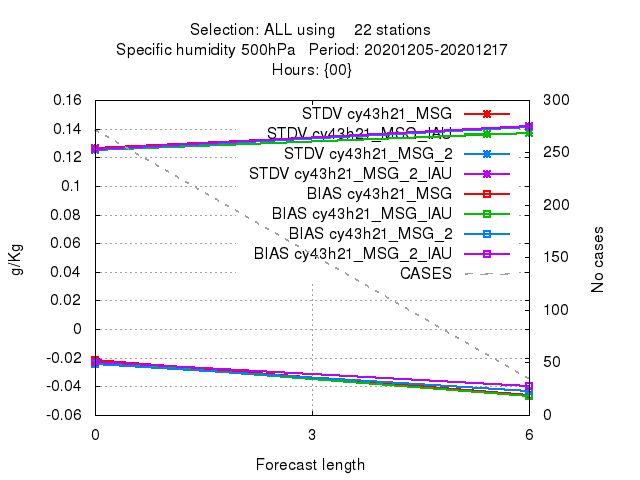 Selection: ALL using 22 stations
Specific humidity 500hPa Period: 20201205-20201217
Hours: {00}
0.16
0.14
0.12
0.1
0.08
0.06
0.04
0.02
0
-0.02
-0.04
-0.06
g/Kg
STDV cy43h21_MSG
STDV cy43h21_MSG_IAU
STDV cy43h21_MSG_2
STDV cy43h21_MSG_2_IAU
BIAS cy43h21_MSG
BIAS cy43h21_MSG_IAU
BIAS cy43h21_MSG_2
BIAS cy43h21_MSG_2_IAU
CASES
300
250
200
150
100
50
0
No cases
0 3 6
Forecast length